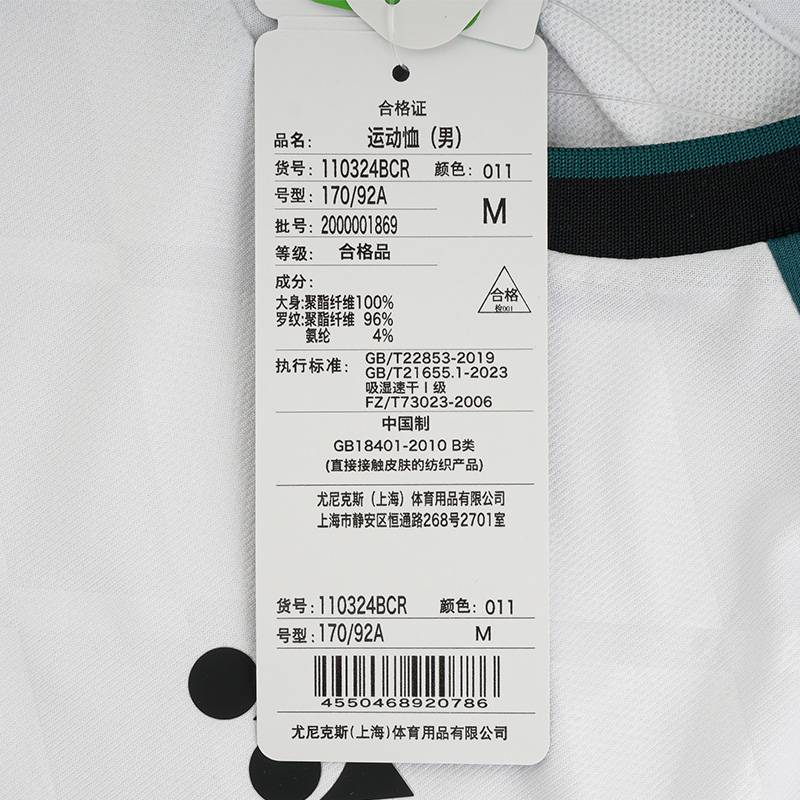 合格证
品名: 运动恤（男）
货号: 110324BCR 颜色: 011
号型: 170/92A M
批号: 2000001869
等级: 合格品
成分:
大身:聚酯纤维100%
罗纹:聚酯纤维 96%
氨纶 4%
合格
检001
执行标准: GB/T22853-2019
GB/T21655.1-2023
吸湿速干Ⅰ级
FZ/T73023-2006
中国制
GB18401-2010 B类
(直接接触皮肤的纺织产品)
尤尼克斯（上海）体育用品有限公司
上海市静安区恒通路268号2701室
货号: 110324BCR 颜色: 011
号型: 170/92A M
4550468920786
尤尼克斯(上海)体育用品有限公司